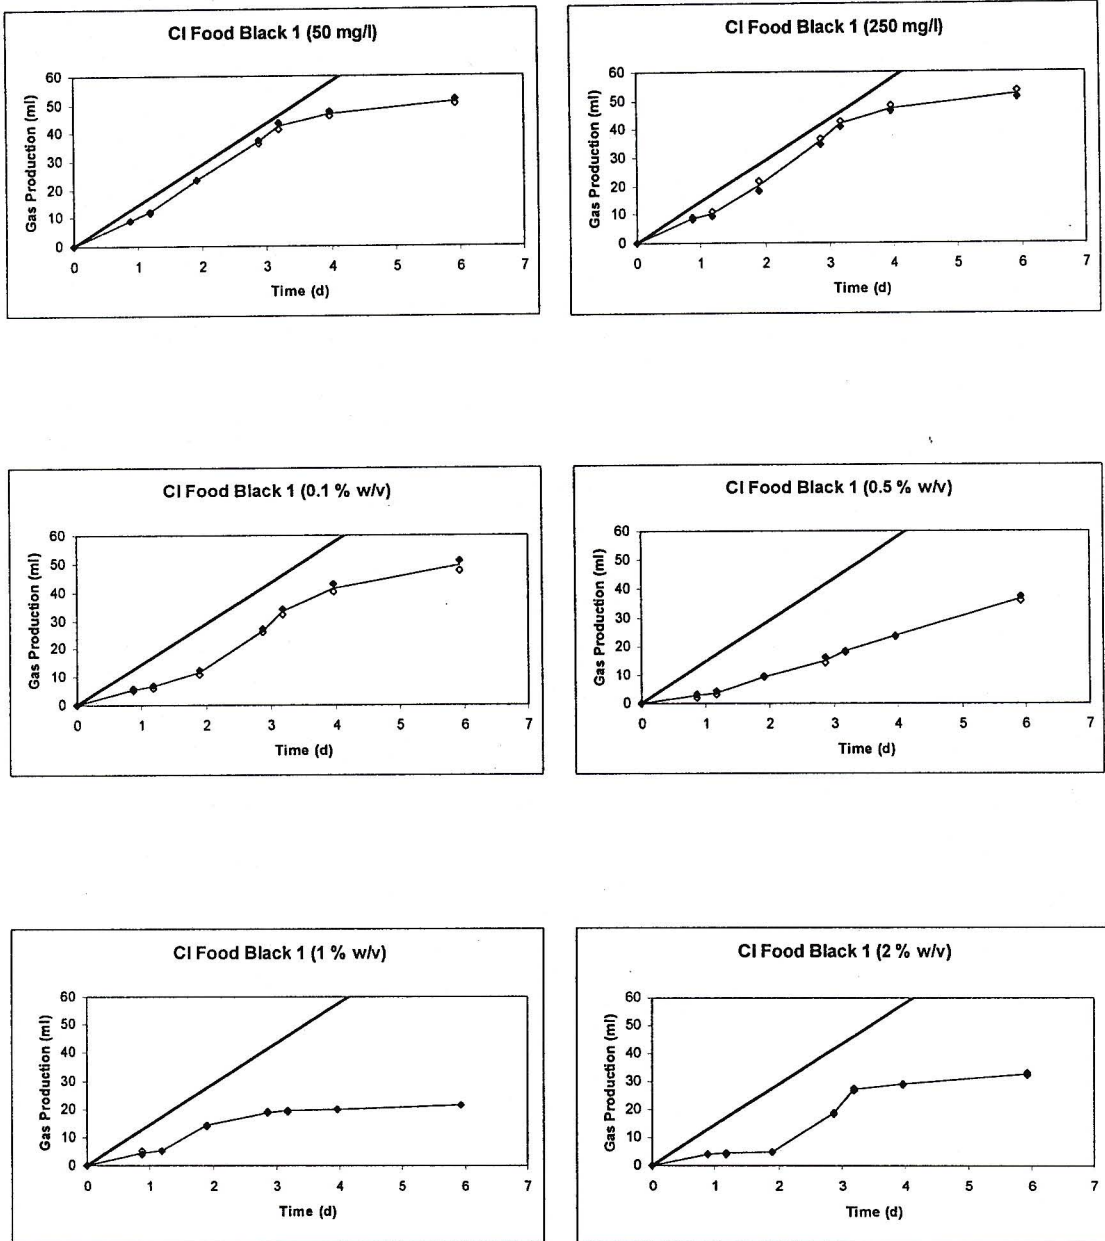 CI Food Black 1 (50 mg/l)
Gas Production (ml)
60
50
40
30
20
10
0
0 1 2 3 4 5 6 7
Time (d)
CI Food Black 1 (250 mg/l)
Gas Production (ml)
60
50
40
30
20
10
0
0 1 2 3 4 5 6 7
Time (d)
CI Food Black 1 (0.1 % w/v)
Gas Production (ml)
60
50
40
30
20
10
0
0 1 2 3 4 5 6 7
Time (d)
CI Food Black 1 (0.5 % w/v)
Gas Production (ml)
60
50
40
30
20
10
0
0 1 2 3 4 5 6 7
Time (d)
CI Food Black 1 (1 % w/v)
Gas Production (ml)
60
50
40
30
20
10
0
0 1 2 3 4 5 6 7
Time (d)
CI Food Black 1 (2 % w/v)
Gas Production (ml)
60
50
40
30
20
10
0
0 1 2 3 4 5 6 7
Time (d)